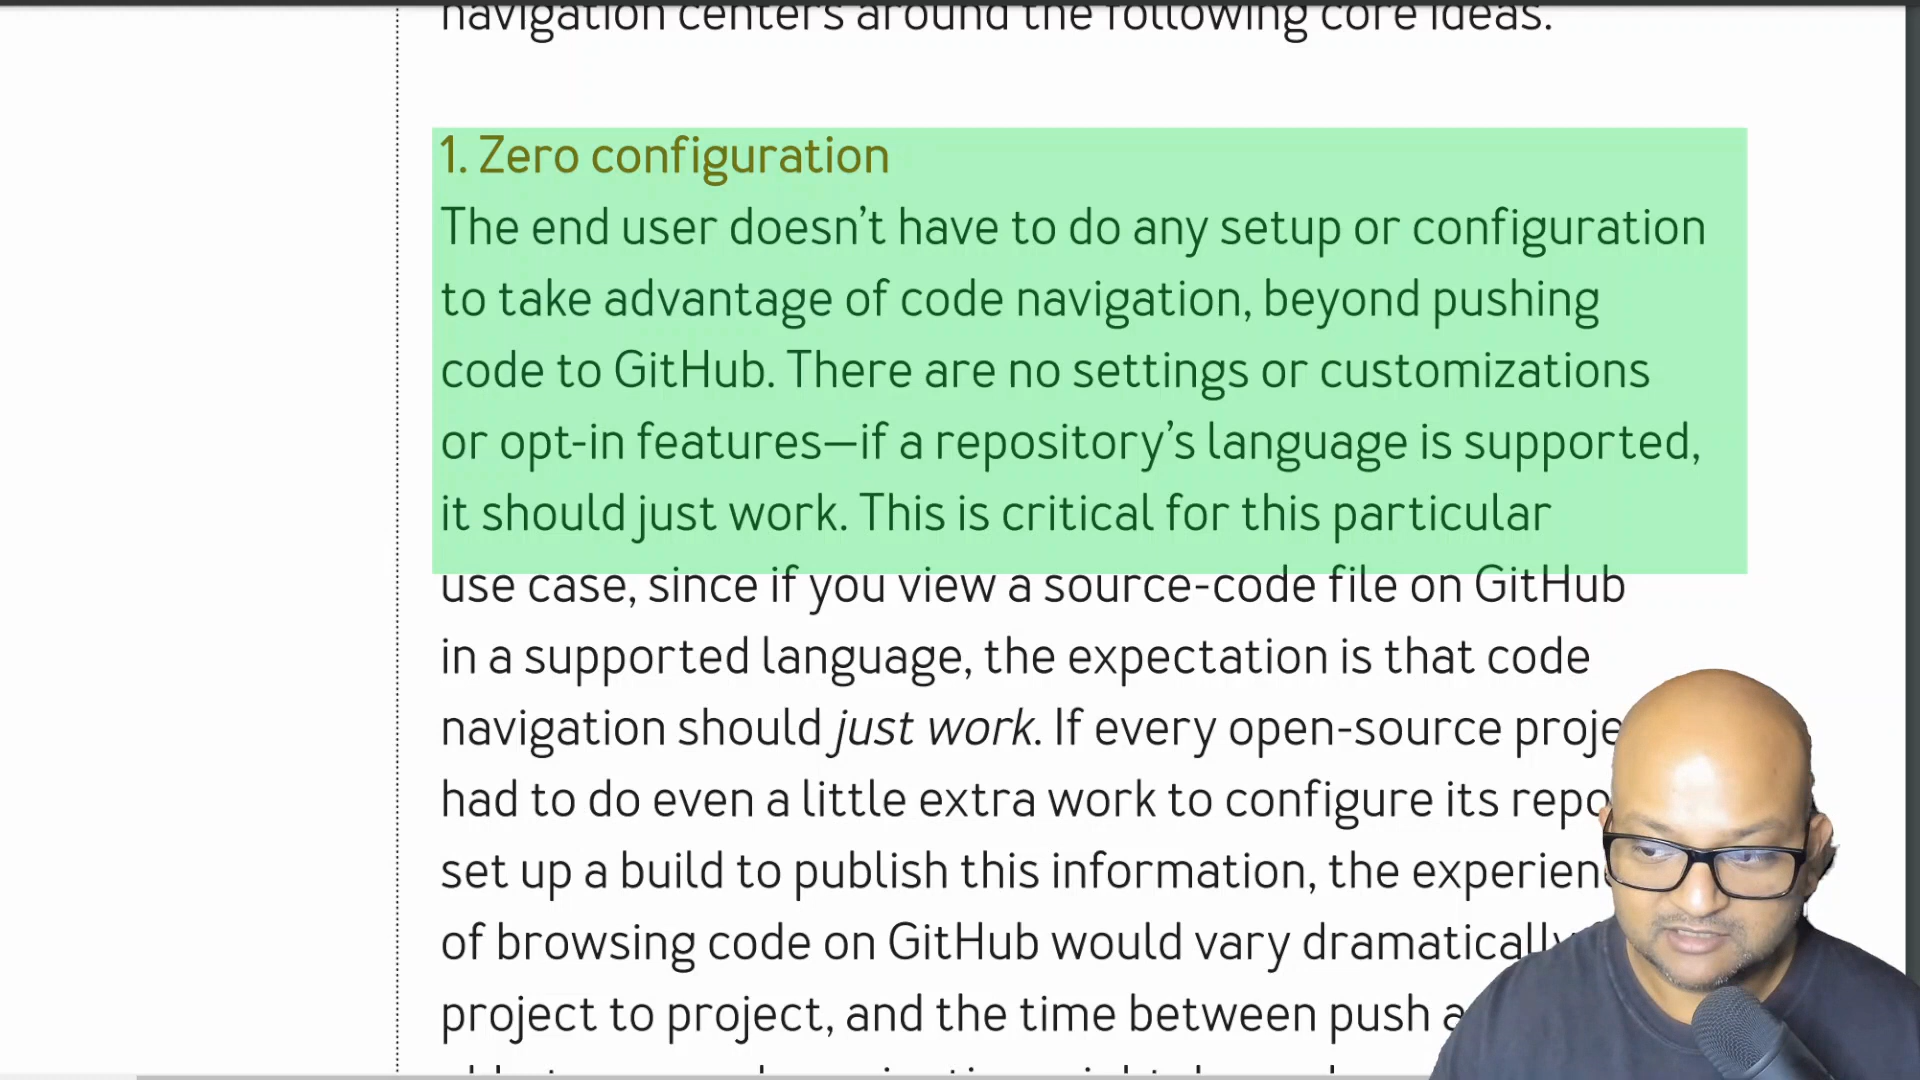 navigation centers around the following core ideas.
1. Zero configuration
The end user doesn’t have to do any setup or configuration
to take advantage of code navigation, beyond pushing
code to GitHub. There are no settings or customizations
or opt-in features—if a repository’s language is supported,
it should just work. This is critical for this particular
use case, since if you view a source-code file on GitHub
in a supported language, the expectation is that code
navigation should just work. If every open-source
had to do even a little extra work to configure its
set up a build to publish this information, the
of browsing code on GitHub would vary dramatically
project to project, and the time between push